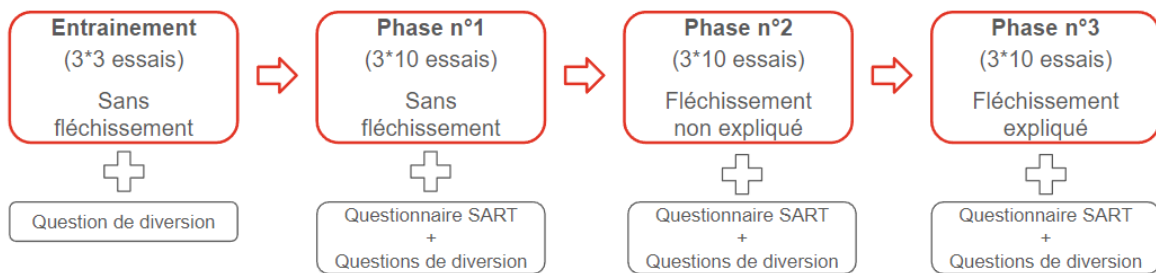 Entrainement
(3*3 essais)
Sans
fléchissement
Question de diversion
Phase n°1
(3*10 essais)
Sans
fléchissement
Questionnaire SART
+
Questions de diversion
Phase n°2
(3*10 essais)
Fléchissement
non expliqué
Questionnaire SART
+
Questions de diversion
Phase n°3
(3*10 essais)
Fléchissement
expliqué
Questionnaire SART
+
Questions de diversion